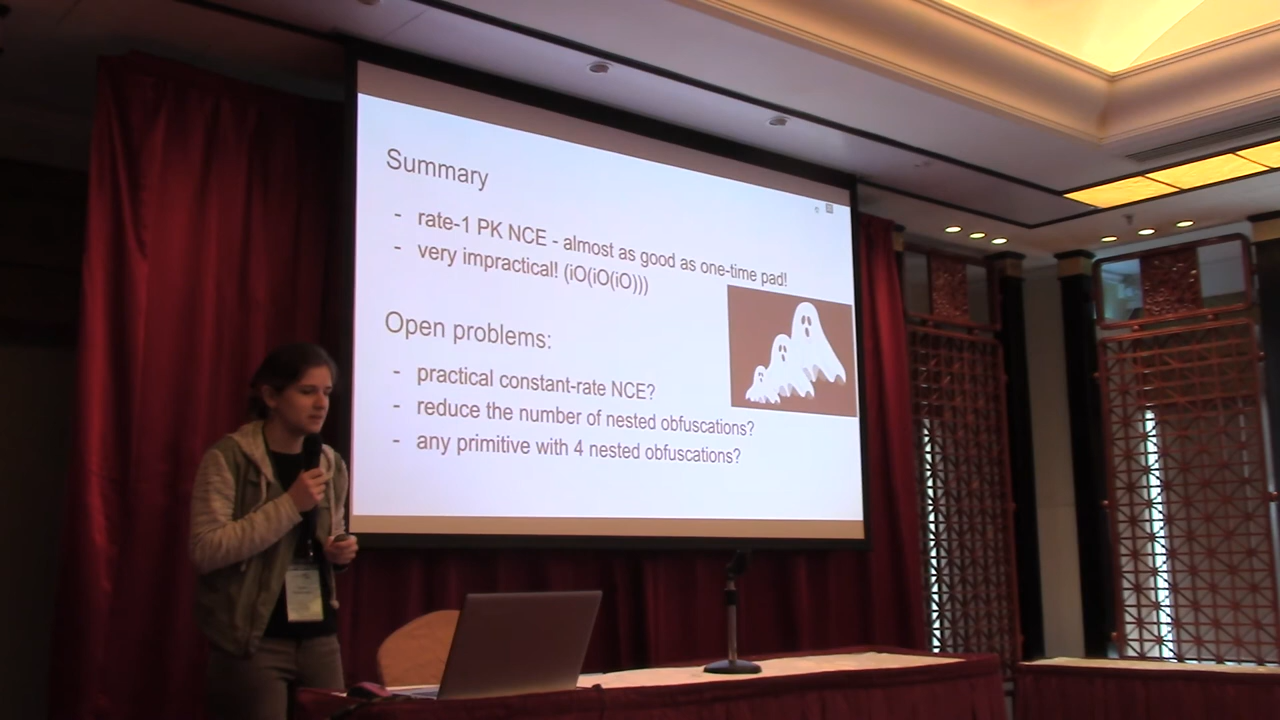 Summary
- rate-1 PK NCE - almost as good as one-time pad!
- very impractical! (iO(iO(iO)))
Open problems:
- practical constant-rate NCE?
- reduce the number of nested obfuscations?
- any primitive with 4 nested obfuscations?